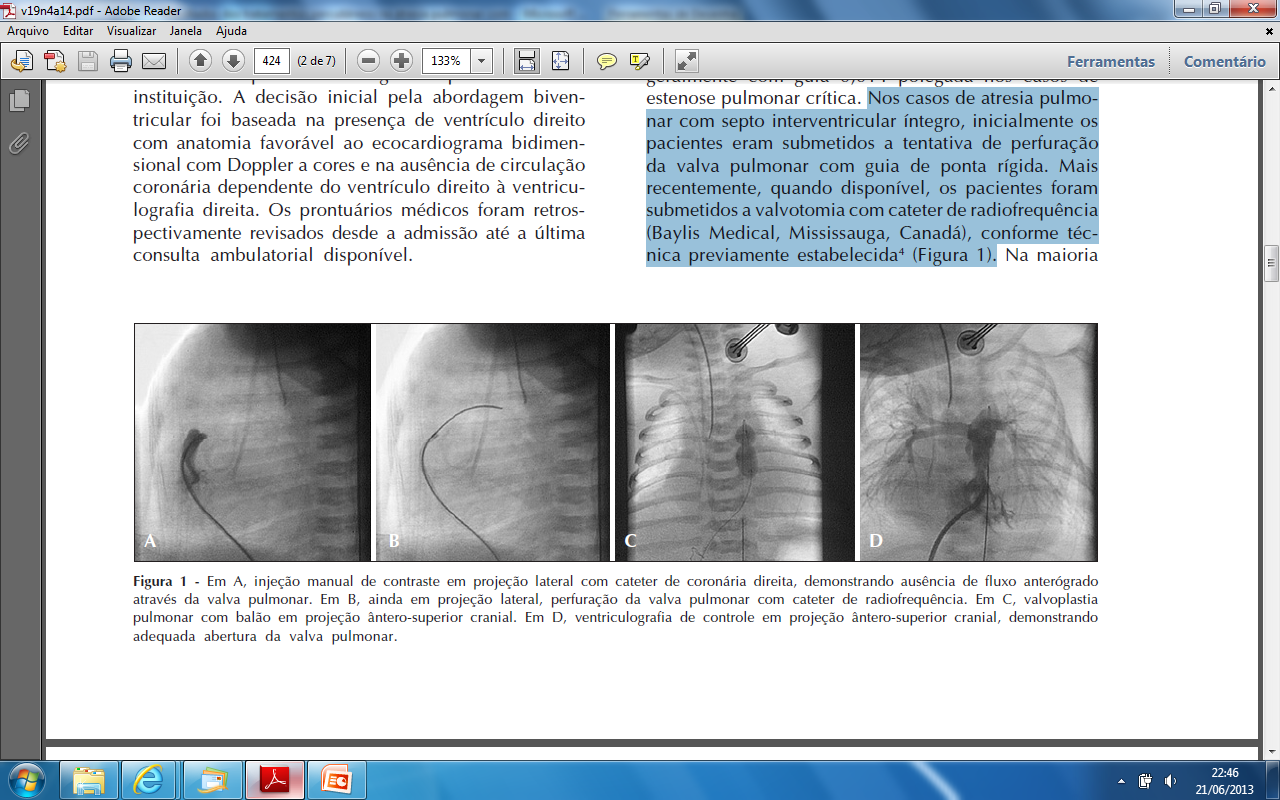 v19n4a14.pdf - Adobe Reader
Arquivo Editar Visualizar Janela Ajuda
424 (2 de 7) 133% Ferramentas Comentário
instituição. A decisão inicial pela abordagem biven-
tricular foi baseada na presença de ventrículo direito
com anatomia favorável ao ecocardiograma bidimen-
sional com Doppler a cores e na ausência de circulação
coronária dependente do ventrículo direito à ventricu-
lografia direita. Os prontuários médicos foram retros-
pectivamente revisados desde a admissão até a última
consulta ambulatorial disponível.
geralmente com guia 0,014 polegada nos casos de
estenose pulmonar crítica. Nos casos de atresia pulmo-
nar com septo interventricular íntegro, inicialmente os
pacientes eram submetidos a tentativa de perfuração
da valva pulmonar com guia de ponta rígida. Mais
recentemente, quando disponível, os pacientes foram
submetidos a valvotomia com cateter de radiofrequência
(Baylis Medical, Mississauga, Canadá), conforme téc-
nica previamente estabelecida⁴ (Figura 1). Na maioria
A B C D
Figura 1 - Em A, injeção manual de contraste em projeção lateral com cateter de coronária direita, demonstrando ausência de fluxo anterógrado
através da valva pulmonar. Em B, ainda em projeção lateral, perfuração da valva pulmonar com cateter de radiofrequência. Em C, valvoplastia
pulmonar com balão em projeção ântero-superior cranial. Em D, ventriculografia de controle em projeção ântero-superior cranial, demonstrando
adequada abertura da valva pulmonar.
22:46
21/06/2013